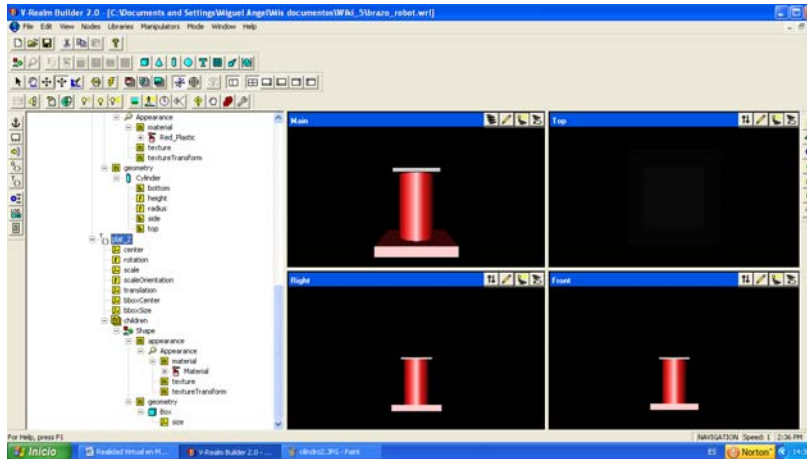 V-Realm Builder 2.0 - [C:\Documents and Settings\Miguel Angel\Mis documentos\Wiki_5\brazo_robot.wrl]
File Edit View Nodes Libraries Manipulators Mode Window Help
Appearance
material
Red_Plastic
texture
textureTransform
geometry
Cylinder
bottom
height
radius
side
top
plat_2
center
rotation
scale
scaleOrientation
translation
bboxCenter
bboxSize
children
Shape
appearance
Appearance
material
Material
texture
textureTransform
geometry
Box
size
Main
Top
Right
Front
For Help, press F1
NAVIGATION Speed: 1 2:36 PM
Inicio
Realidad Virtual en M...
V-Realm Builder 2.0 - ...
cilindro2.JPG - Paint
ES
Norton™